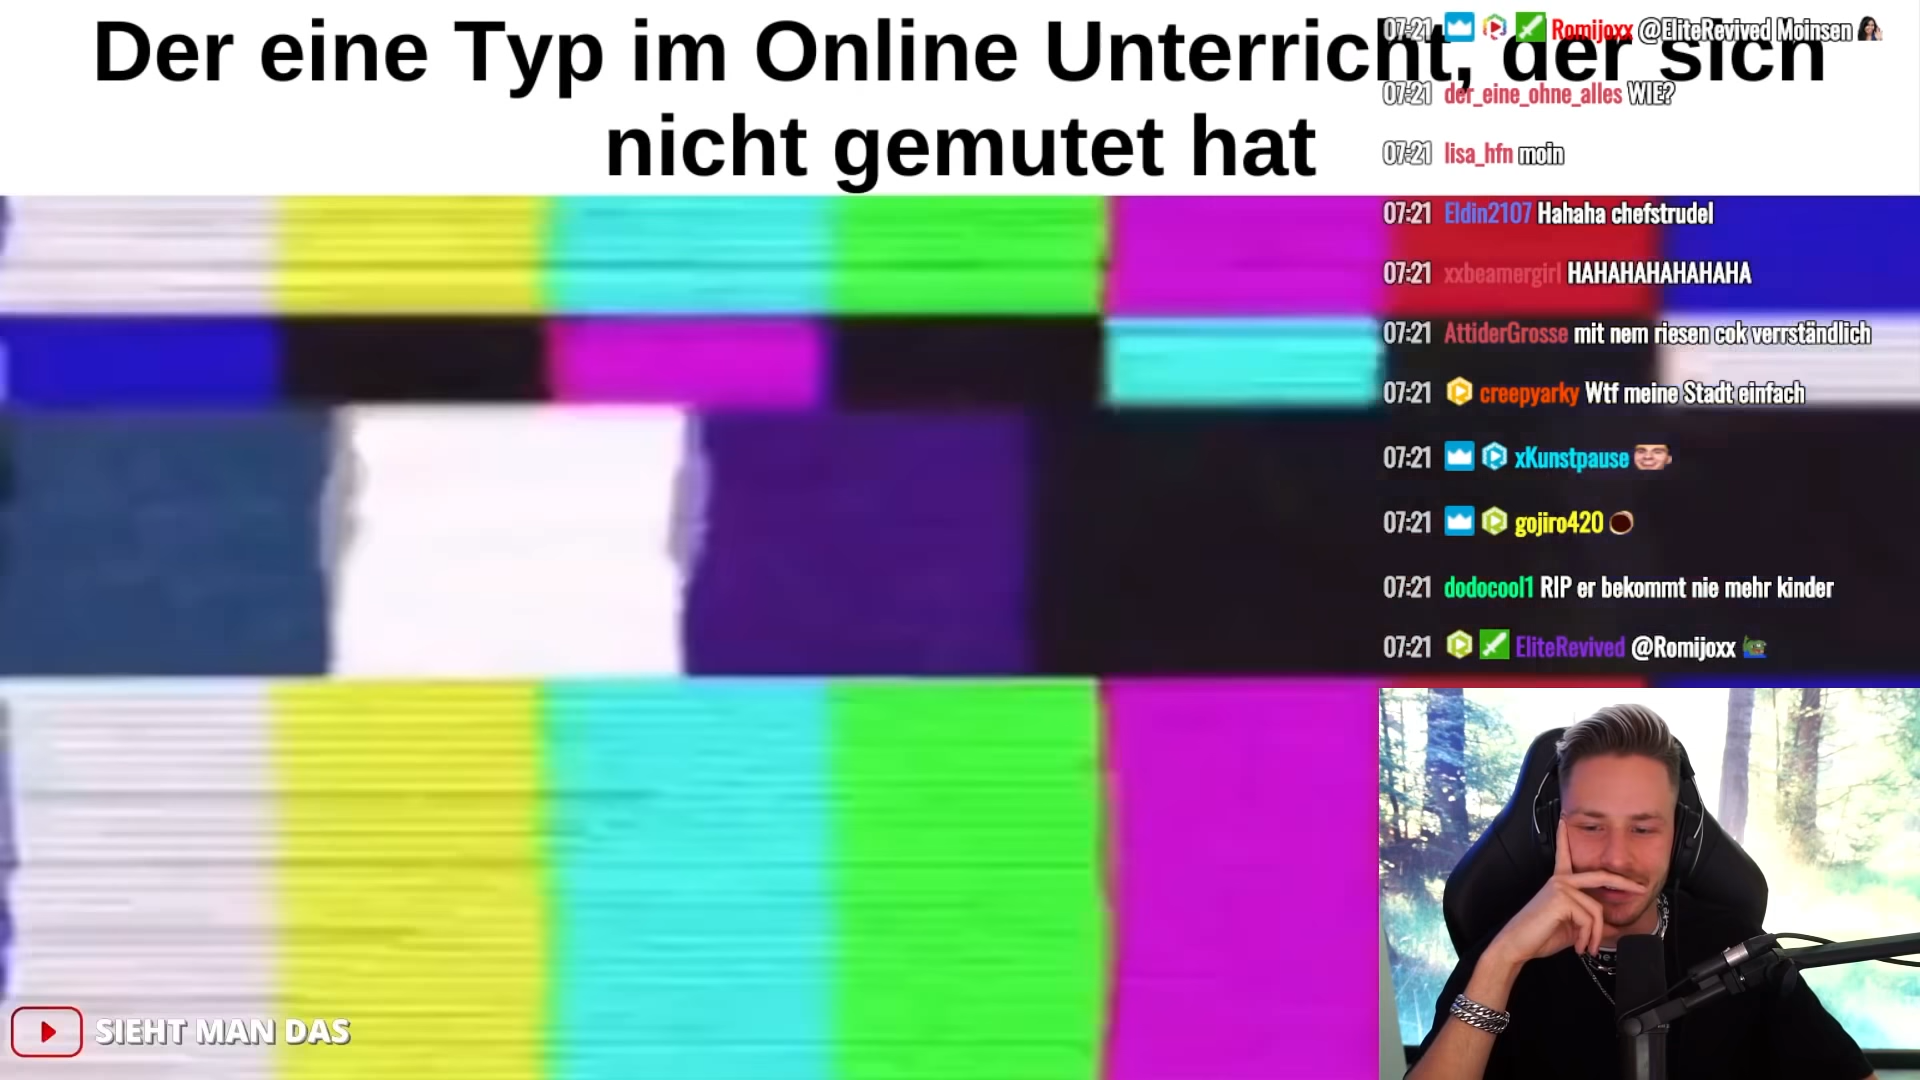 Der eine Typ im Online Unterricht, der sich
nicht gemutet hat
07:21 Romijoxx @EliteRevived Moinsen
07:21 der_eine_ohne_alles WIE?
07:21 lisa_hfn moin
07:21 Eldin2107 Hahaha chefstrudel
07:21 xxbeamergirl HAHAHAHAHAHAHA
07:21 AttiderGrosse mit nem riesen cok verrständlich
07:21 creepyarky Wtf meine Stadt einfach
07:21 xKunstpause
07:21 gojiro420
07:21 dodocool1 RIP er bekommt nie mehr kinder
07:21 EliteRevived @Romijoxx
SIEHT MAN DAS